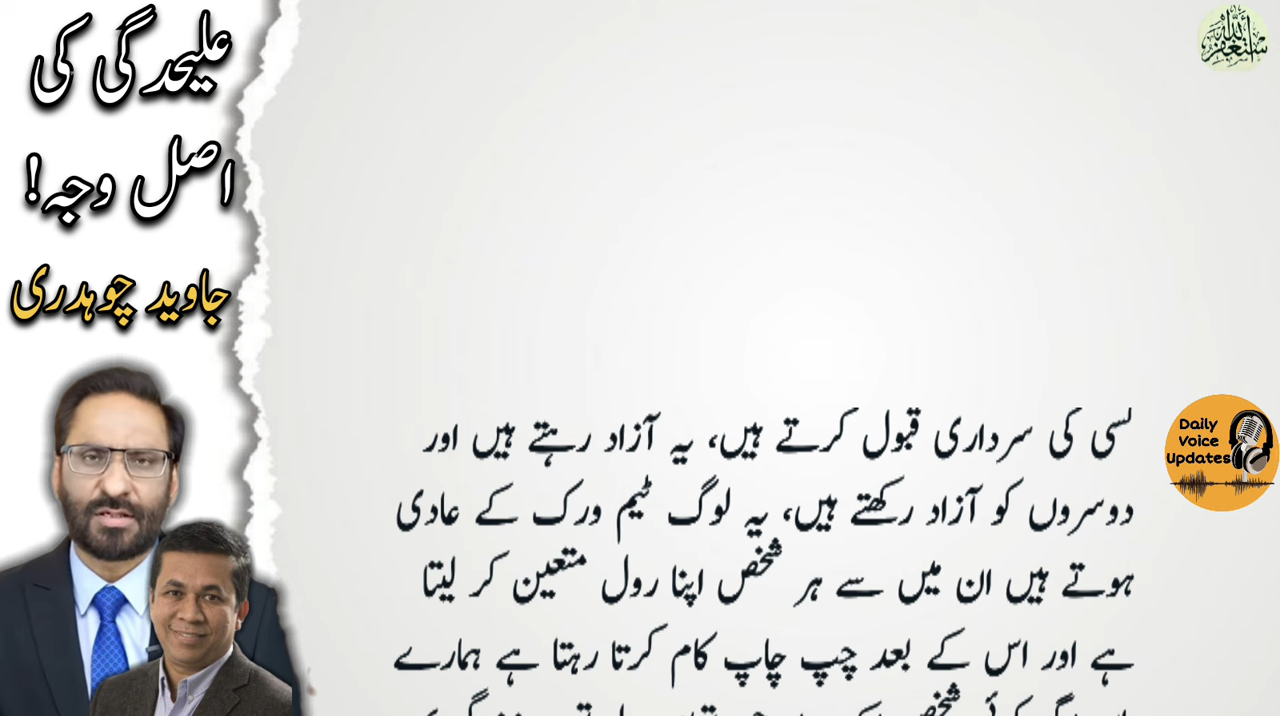 علیحدگی کی
اصل وجہ!
جاوید چوہدری
کی سرداری قبول کرتے ہیں، یہ آزاد رہتے ہیں اور
دوسروں کو آزاد رکھتے ہیں، یہ لوگ ٹیم ورک کے عادی
ہوتے ہیں ان میں سے ہر شخص اپنا رول متعین کر لیتا
ہے اور اس کے بعد چپ چاپ کام کرتا رہتا ہے ہمارے
أستغفر الله
Daily
Voice
Updates